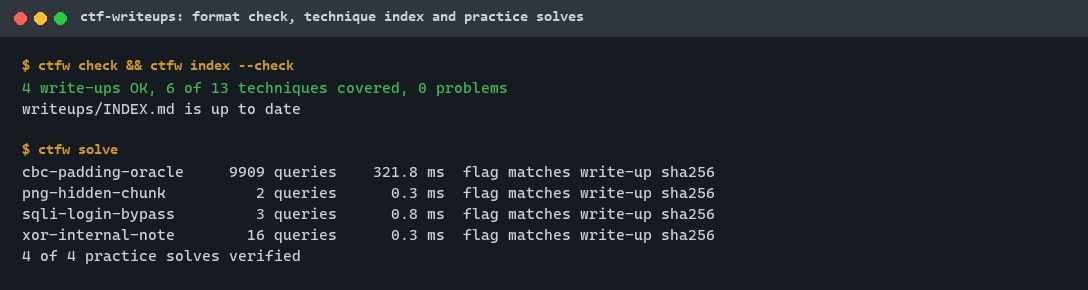 ctf-writeups: format check, technique index and practice solves
$ ctfw check && ctfw index --check
4 write-ups OK, 6 of 13 techniques covered, 0 problems
writeups/INDEX.md is up to date
$ ctfw solve
cbc-padding-oracle     9909 queries    321.8 ms  flag matches write-up sha256
png-hidden-chunk          2 queries      0.3 ms  flag matches write-up sha256
sqli-login-bypass         3 queries      0.8 ms  flag matches write-up sha256
xor-internal-note        16 queries      0.3 ms  flag matches write-up sha256
4 of 4 practice solves verified